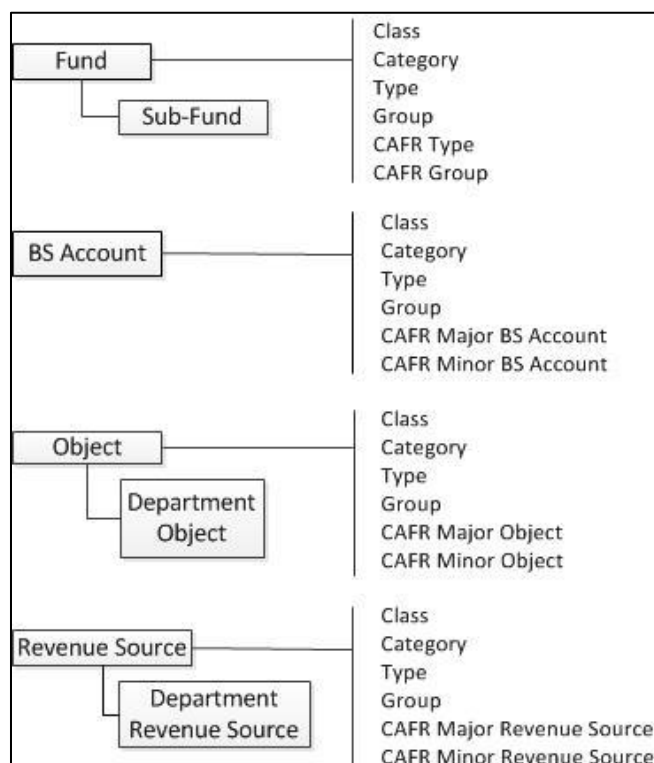 Fund
Sub-Fund
Class
Category
Type
Group
CAFR Type
CAFR Group
BS Account
Class
Category
Type
Group
CAFR Major BS Account
CAFR Minor BS Account
Object
Department
Object
Class
Category
Type
Group
CAFR Major Object
CAFR Minor Object
Revenue Source
Department
Revenue Source
Class
Category
Type
Group
CAFR Major Revenue Source
CAFR Minor Revenue Source